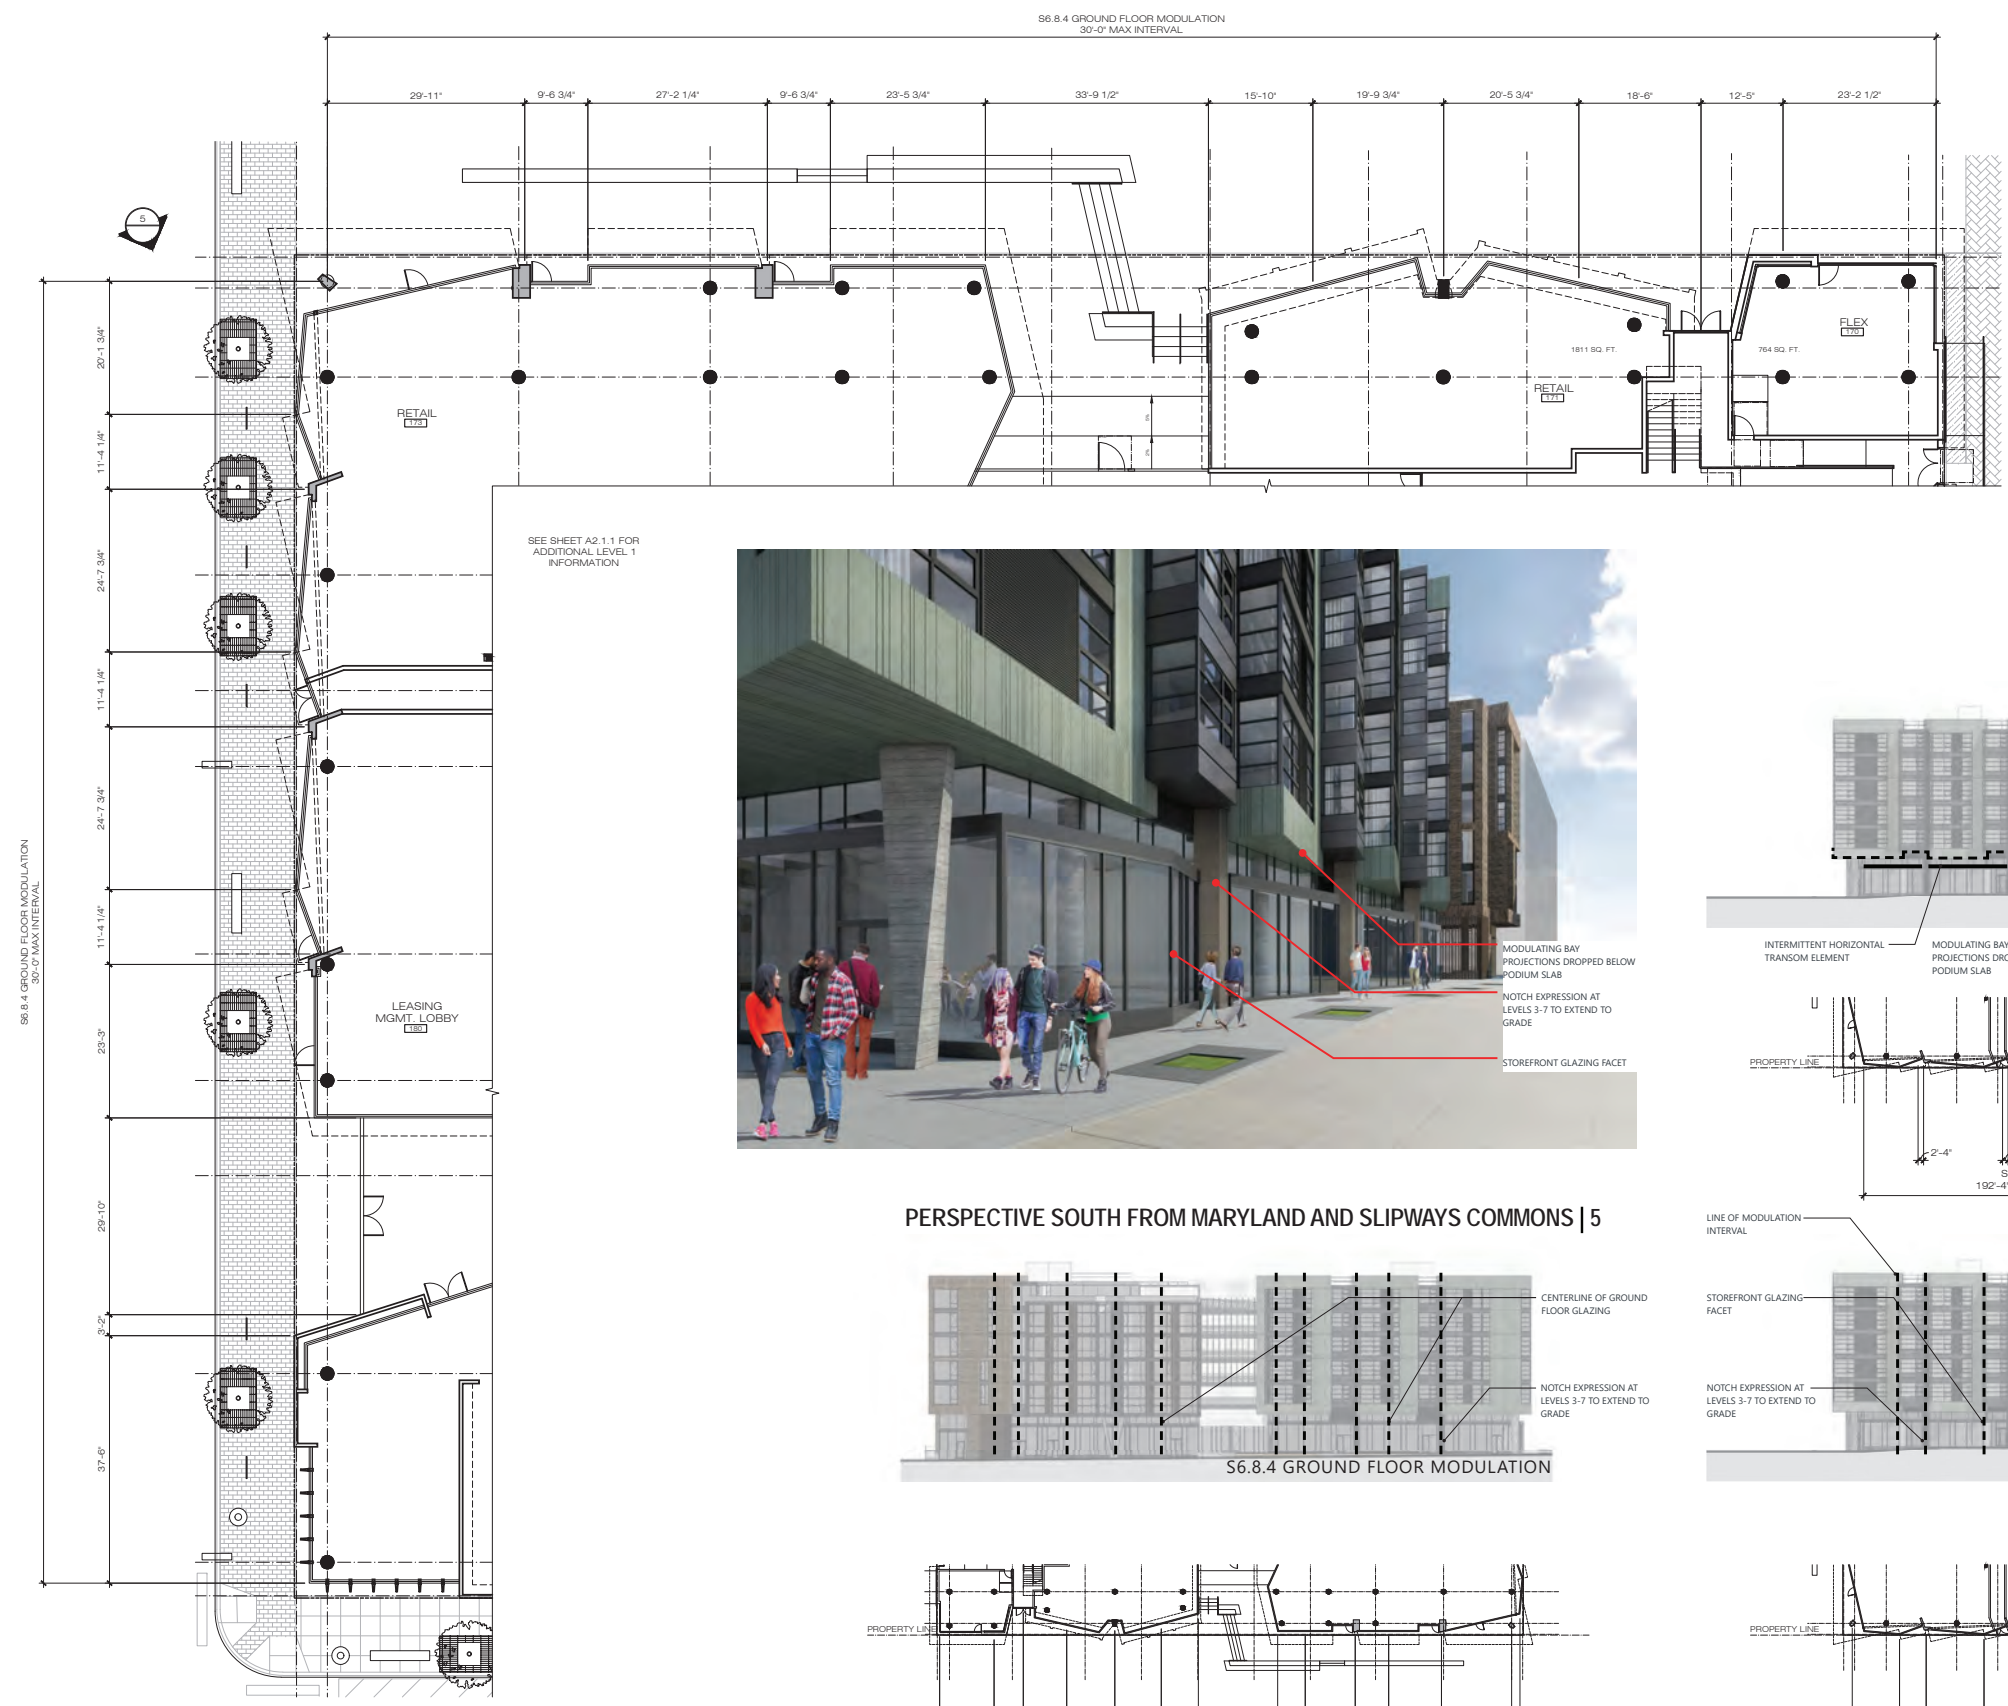 S6.8.4 GROUND FLOOR MODULATION
30'-0" MAX INTERVAL
29'-11"
9'-6 3/4"
27'-2 1/4"
9'-6 3/4"
23'-5 3/4"
33'-9 1/2"
15'-10"
19'-9 3/4"
20'-5 3/4"
18'-6"
12'-5"
23'-2 1/2"
5
S6.8.4 GROUND FLOOR MODULATION
30'-0" MAX INTERVAL
20'-1 3/4"
11'-4 1/4"
24'-7 3/4"
11'-4 1/4"
24'-7 3/4"
11'-4 1/4"
23'-3"
29'-10"
3'-2"
37'-6"
RETAIL
173
1811 SQ. FT.
RETAIL
171
FLEX
170
764 SQ. FT.
LEASING
MGMT. LOBBY
180
SEE SHEET A2.1.1 FOR
ADDITIONAL LEVEL 1
INFORMATION
MODULATING BAY
PROJECTIONS DROPPED BELOW
PODIUM SLAB
NOTCH EXPRESSION AT
LEVELS 3-7 TO EXTEND TO
GRADE
STOREFRONT GLAZING FACET
PERSPECTIVE SOUTH FROM MARYLAND AND SLIPWAYS COMMONS | 5
INTERMITTENT HORIZONTAL
TRANSOM ELEMENT
MODULATING BAY
PROJECTIONS DRO
PODIUM SLAB
PROPERTY LINE
2'-4"
S
192'-4"
CENTERLINE OF GROUND
FLOOR GLAZING
NOTCH EXPRESSION AT
LEVELS 3-7 TO EXTEND TO
GRADE
S6.8.4 GROUND FLOOR MODULATION
PROPERTY LINE
LINE OF MODULATION
INTERVAL
STOREFRONT GLAZING
FACET
NOTCH EXPRESSION AT
LEVELS 3-7 TO EXTEND TO
GRADE
PROPERTY LINE